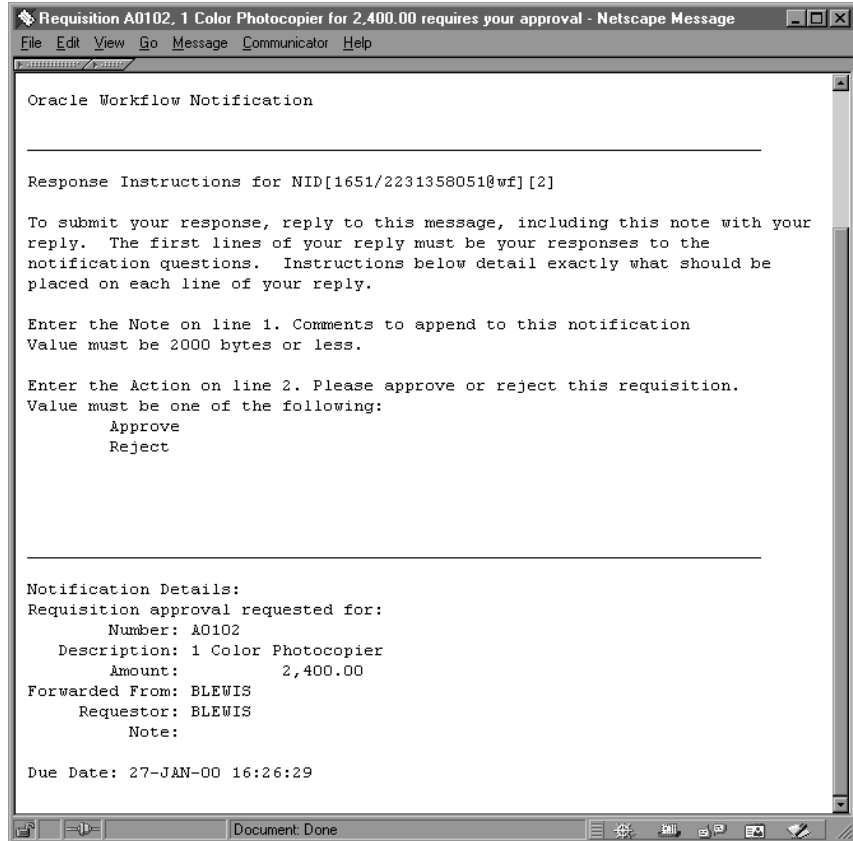 Requisition A0102, 1 Color Photocopier for 2,400.00 requires your approval - Netscape Message
File Edit View Go Message Communicator Help
Oracle Workflow Notification
Response Instructions for NID[1651/2231358051@wf][2]
To submit your response, reply to this message, including this note with your
reply. The first lines of your reply must be your responses to the
notification questions. Instructions below detail exactly what should be
placed on each line of your reply.
Enter the Note on line 1. Comments to append to this notification
Value must be 2000 bytes or less.
Enter the Action on line 2. Please approve or reject this requisition.
Value must be one of the following:
Approve
Reject
Notification Details:
Requisition approval requested for:
Number: A0102
Description: 1 Color Photocopier
Amount: 2,400.00
Forwarded From: BLEWIS
Requestor: BLEWIS
Note:
Due Date: 27-JAN-00 16:26:29
Document: Done